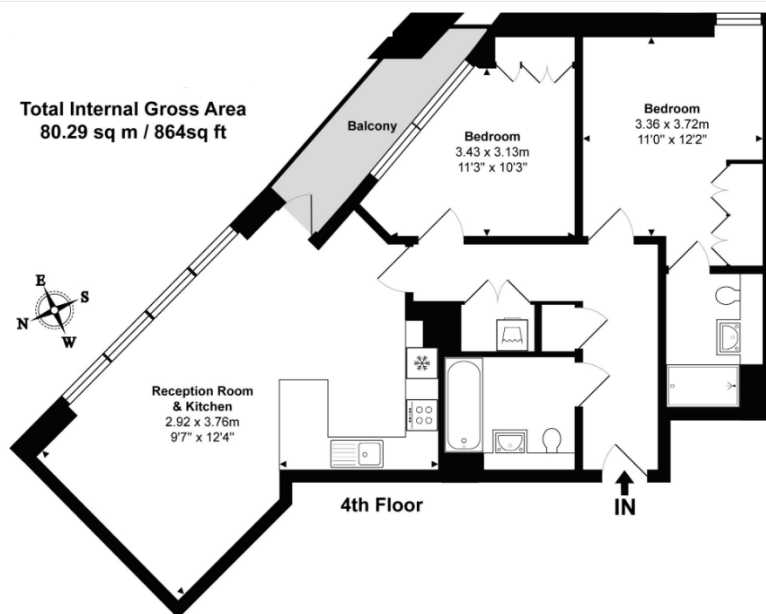 Total Internal Gross Area
80.29 sq m / 864sq ft
Balcony
Bedroom
3.43 x 3.13m
11'3" x 10'3"
Bedroom
3.36 x 3.72m
11'0" x 12'2"
E
S
N
W
Reception Room
& Kitchen
2.92 x 3.76m
9'7" x 12'4"
4th Floor
IN